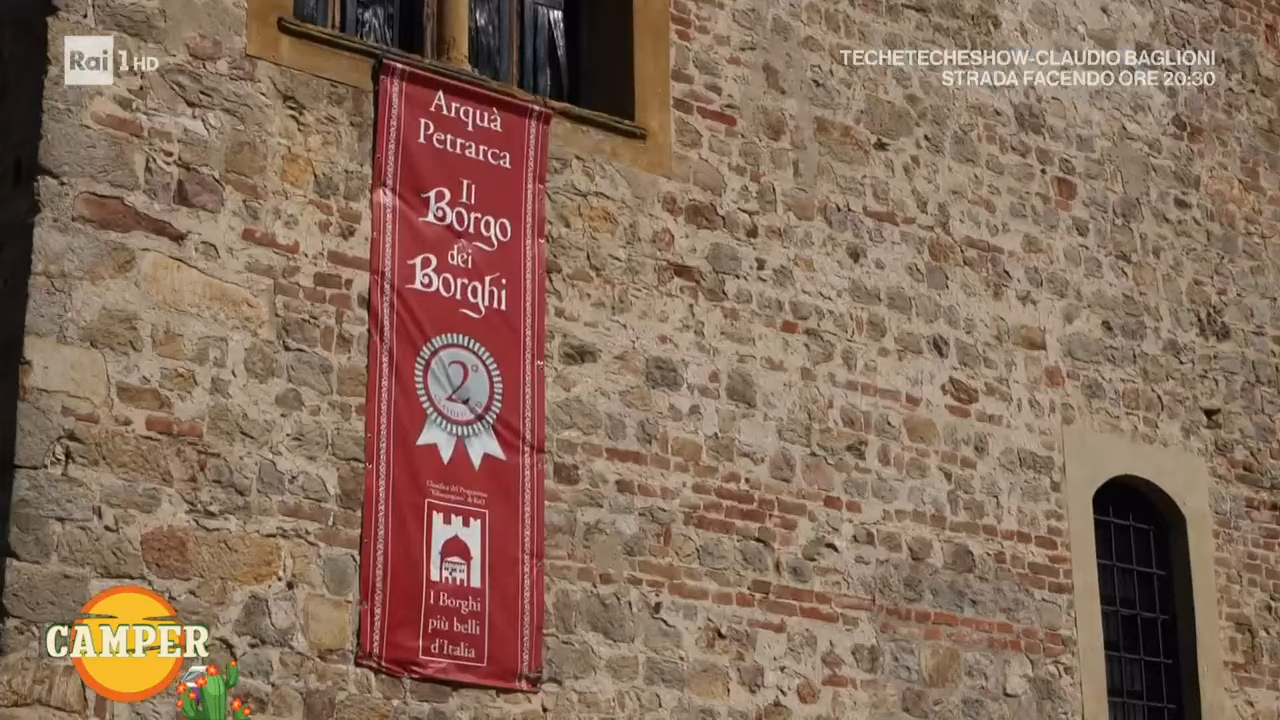 Rai 1 HD
TECHETECHESHOW-CLAUDIO BAGLIONI
STRADA FACENDO ORE 20:30
Arquà
Petrarca
Il
Borgo
dei
Borghi
2°
I Borghi
più belli
d'Italia
CAMPER